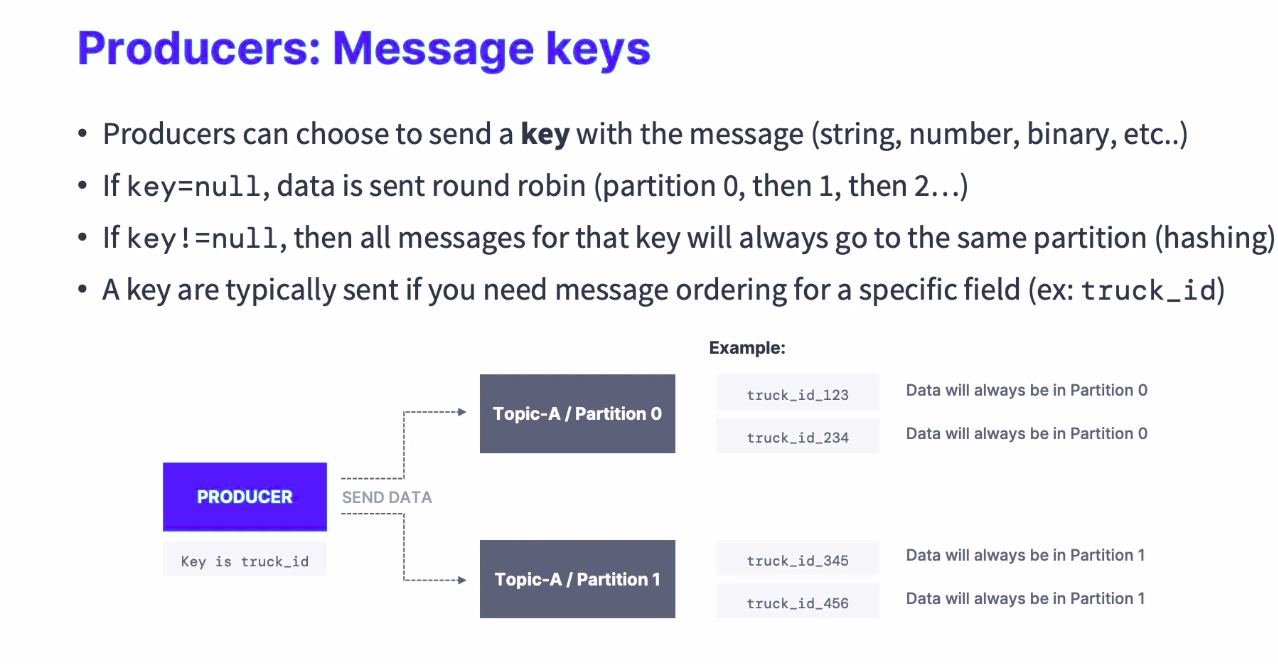 Producers: Message keys
• Producers can choose to send a key with the message (string, number, binary, etc..)
• If key=null, data is sent round robin (partition 0, then 1, then 2…)
• If key!=null, then all messages for that key will always go to the same partition (hashing)
• A key are typically sent if you need message ordering for a specific field (ex: truck_id)
Example:
Topic-A / Partition 0
truck_id_123
Data will always be in Partition 0
truck_id_234
Data will always be in Partition 0
PRODUCER
SEND DATA
Key is truck_id
Topic-A / Partition 1
truck_id_345
Data will always be in Partition 1
truck_id_456
Data will always be in Partition 1